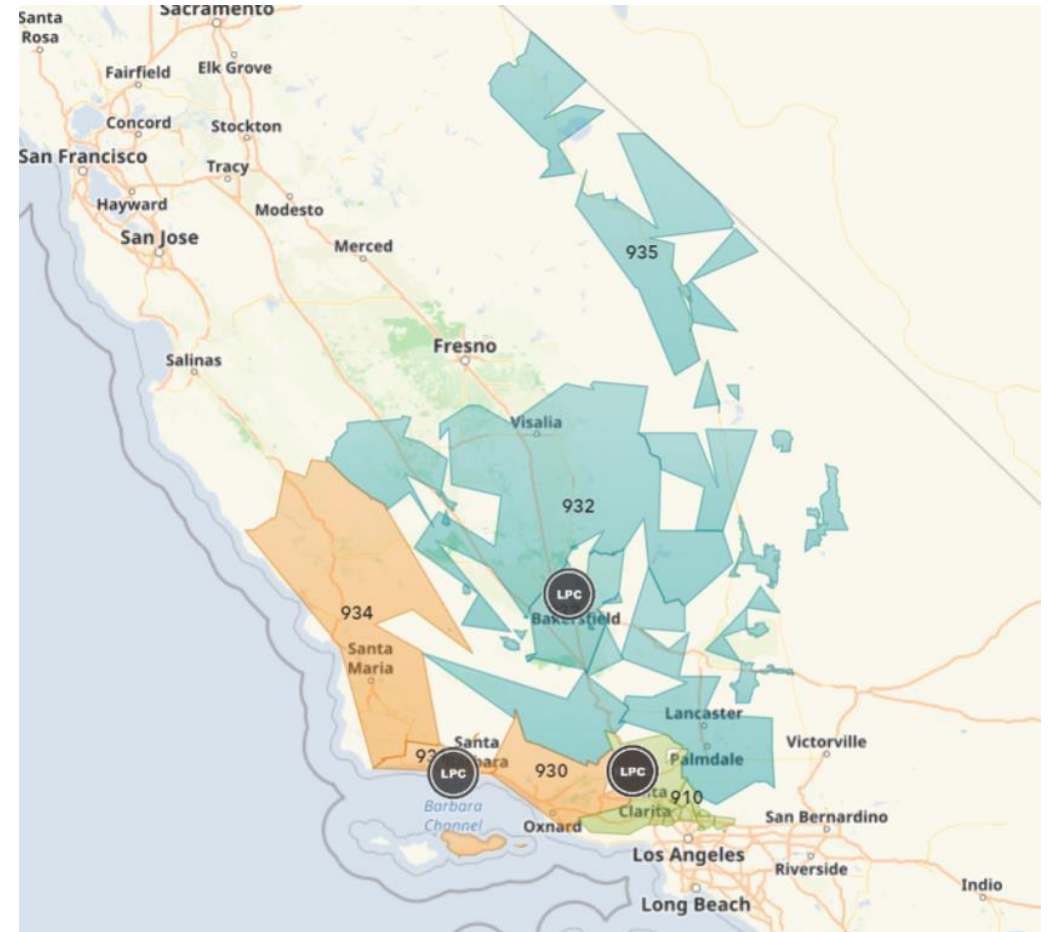 Sacramento
Santa
Rosa
Fairfield
Elk Grove
Concord
Stockton
San Francisco
Tracy
Hayward
Modesto
San Jose
Merced
935
Salinas
Fresno
Visalia
932
LPC
Bakersfield
934
Santa
Maria
Lancaster
Santa
Victorville
Palmdale
LPC
930
LPC
910
Clarita
Barbara
Channel
Oxnard
San Bernardino
Los Angeles
Riverside
Indio
Long Beach